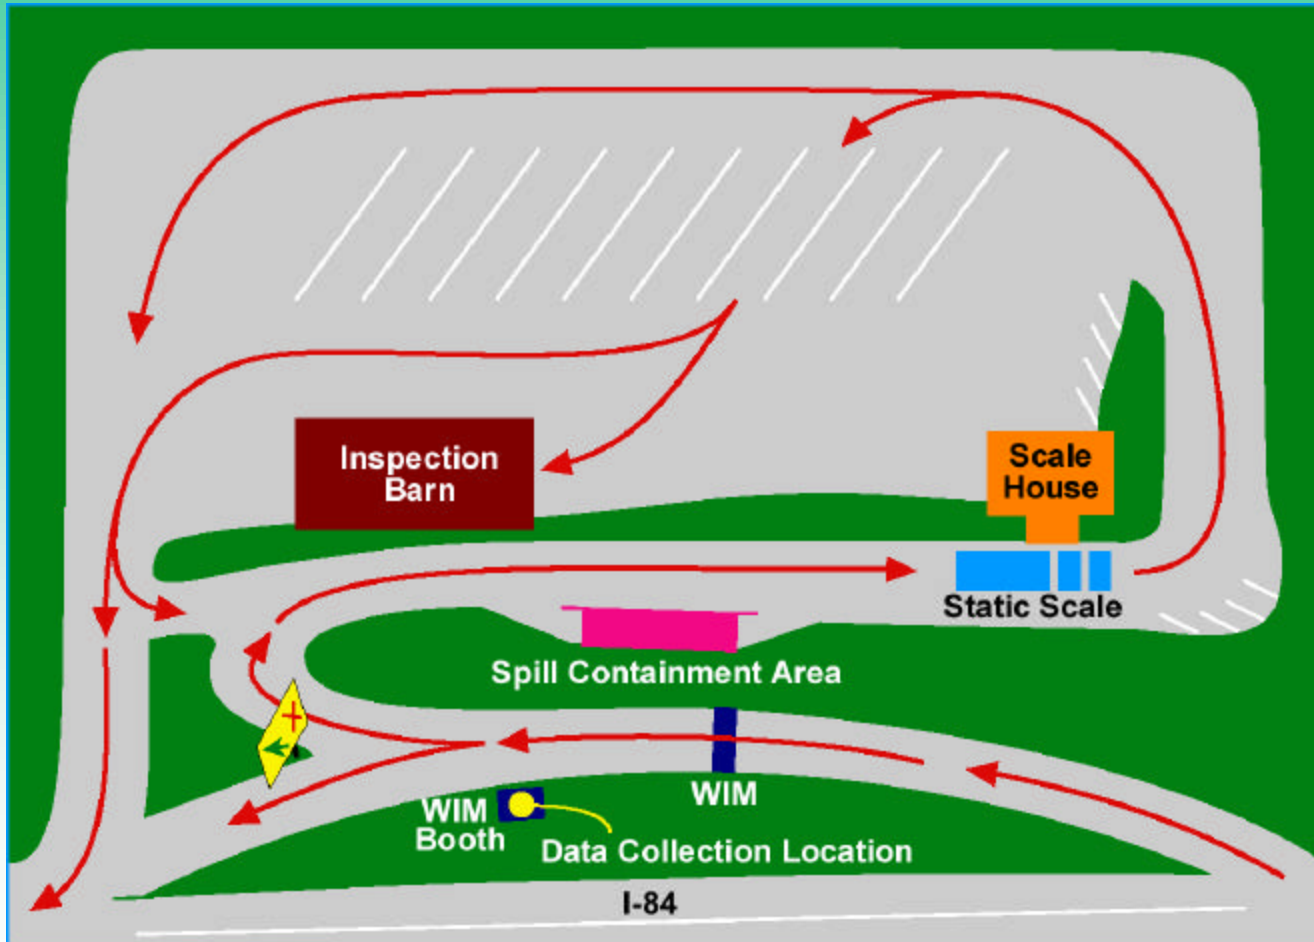 Inspection
Barn
Scale
House
Static Scale
Spill Containment Area
WIM
WIM
Booth
Data Collection Location
I-84